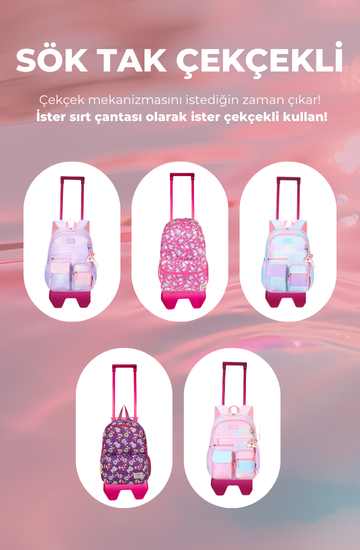 SÖK TAK ÇEKÇEKLİ
Çekçek mekanizmasını istediğin zaman çıkar!
İster sırt çantası olarak ister çekçekli kullan!